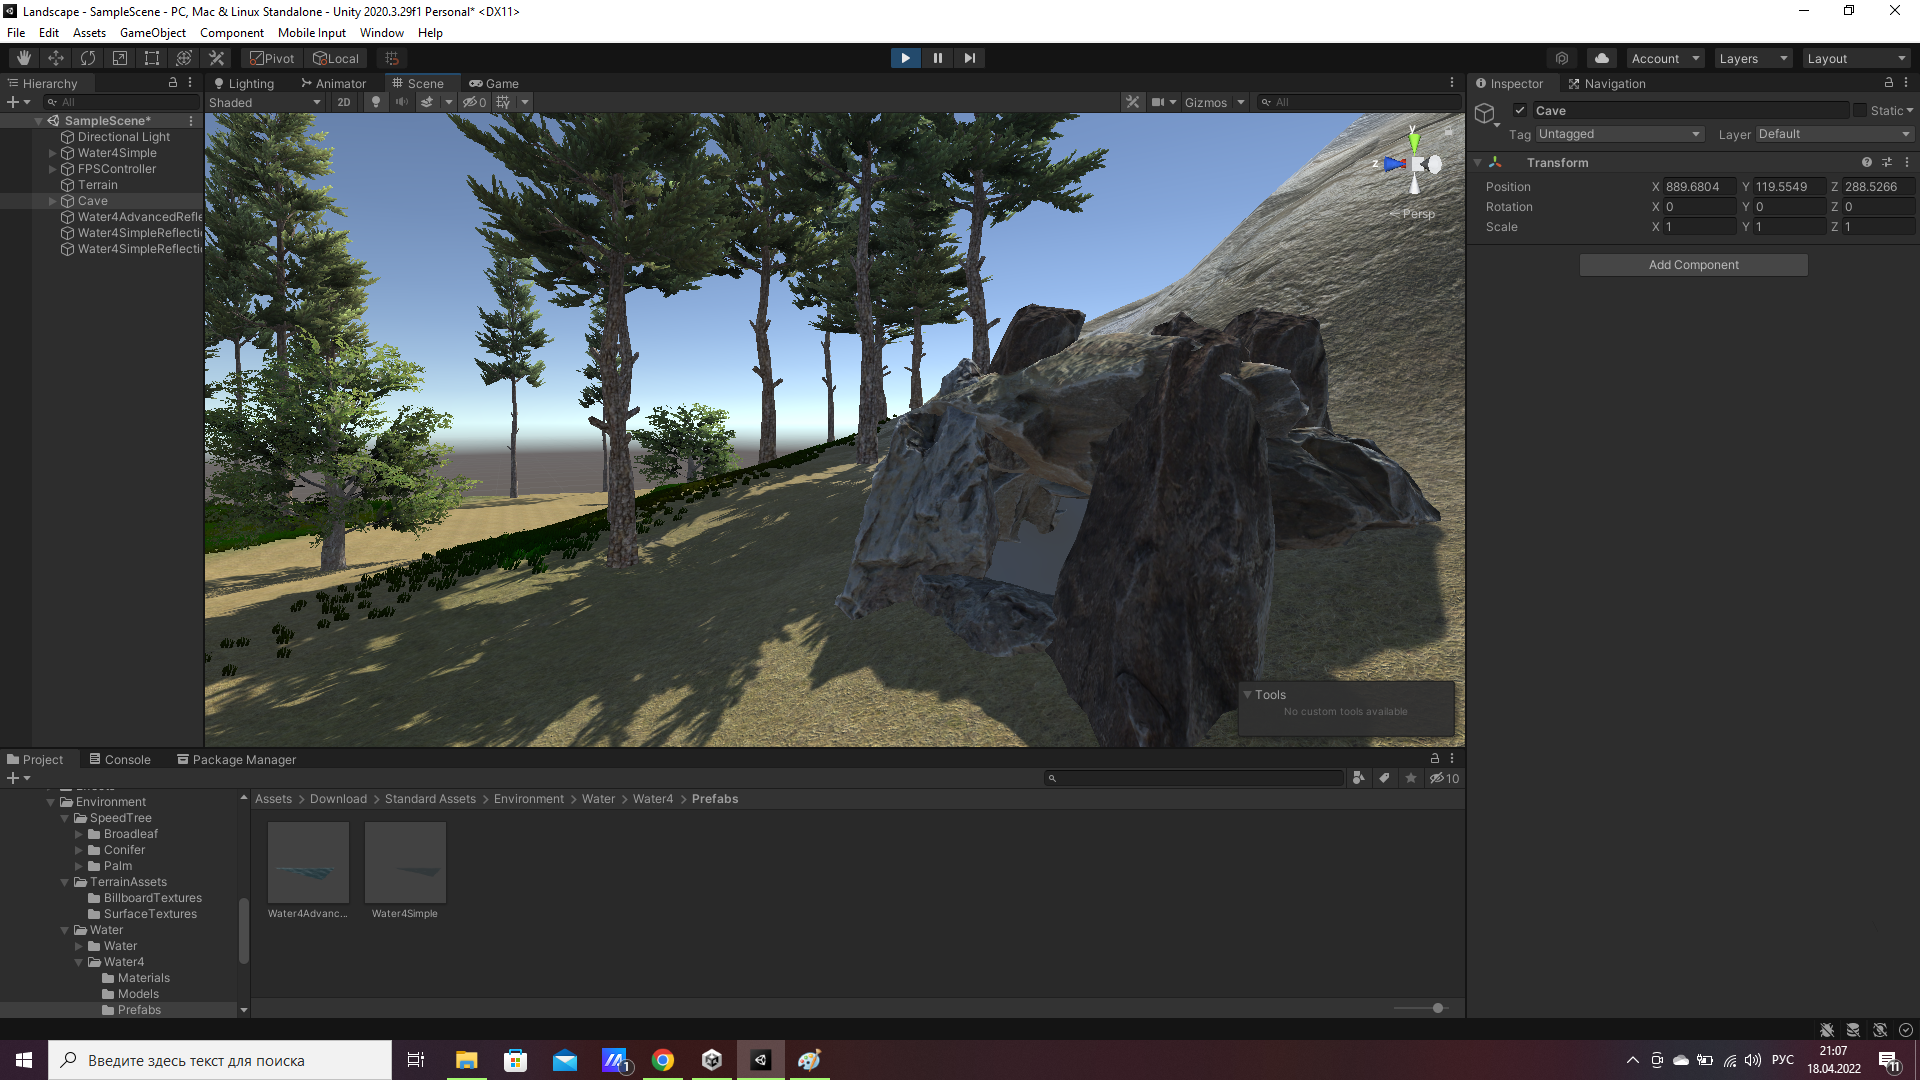 Landscape - SampleScene - PC, Mac & Linux Standalone - Unity 2020.3.29f1 Personal* <DX11>
File Edit Assets GameObject Component Mobile Input Window Help
Pivot Local Account Layers Layout
Hierarchy Lighting Animator Scene Game Inspector Navigation
All Shaded 2D 0 Gizmos All
Cave Static
Tag Untagged Layer Default
SampleScene*
Directional Light
Water4Simple
FPSController
Terrain
Cave
Water4AdvancedRefle
Water4SimpleReflecti
Water4SimpleReflecti
y
z
Persp
Transform
Position X 889.6804 Y 119.5549 Z 288.5266
Rotation X 0 Y 0 Z 0
Scale X 1 Y 1 Z 1
Add Component
Tools
No custom tools available
Project Console Package Manager
10
Assets > Download > Standard Assets > Environment > Water > Water4 > Prefabs
Environment
SpeedTree
Broadleaf
Conifer
Palm
TerrainAssets
BillboardTextures
SurfaceTextures
Water
Water
Water4
Materials
Models
Prefabs
Water4Advanc... Water4Simple
Введите здесь текст для поиска
1
РУС
21:07
18.04.2022
11